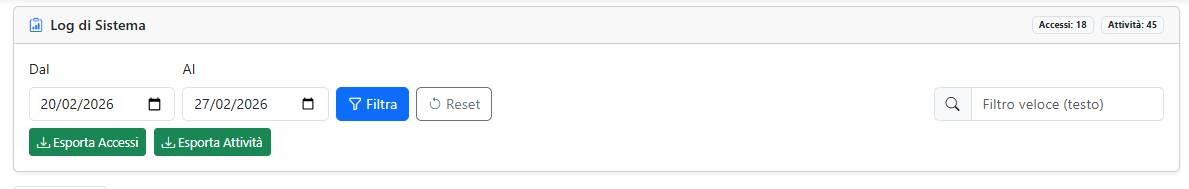 Log di Sistema
Accessi: 18
Attività: 45
Dal
Al
20/02/2026
27/02/2026
Filtra
Reset
Filtro veloce (testo)
Esporta Accessi
Esporta Attività